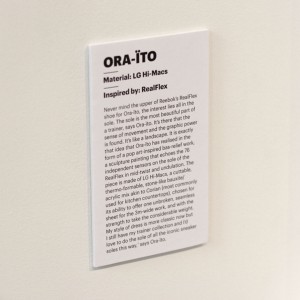 ORA-ÏTO
Material: LG Hi-Macs
Inspired by: RealFlex
Never mind the upper of Reebok's RealFlex
shoe for Ora-Ito, the interest lies all in the
sole. The sole is the most beautiful part of
a trainer, says Ora-Ito. It's there that the
sense of movement and the graphic power
is found. It's like a landscape. It is exactly
that idea that Ora-Ito has realised in the
form of a pop art inspired bas-relief work,
a sculpture painting that echoes the 76
independent sensors on the sole of the
RealFlex in mid-twist and undulation. The
piece is made of LG Hi-Macs, a cuttable,
thermo-formable, stone-like beautiful
acrylic mix akin to Corian (most commonly
used for kitchen countertops), chosen for
its ability to offer one unbroken, seamless
sheet for the 3m-wide work, and with the
strength to take the considerable weight.
'My style of dress is more classic now but
I still have my trainer collection and I'd
love to do the sole of all the iconic sneaker
soles this way,' says Ora-Ito.